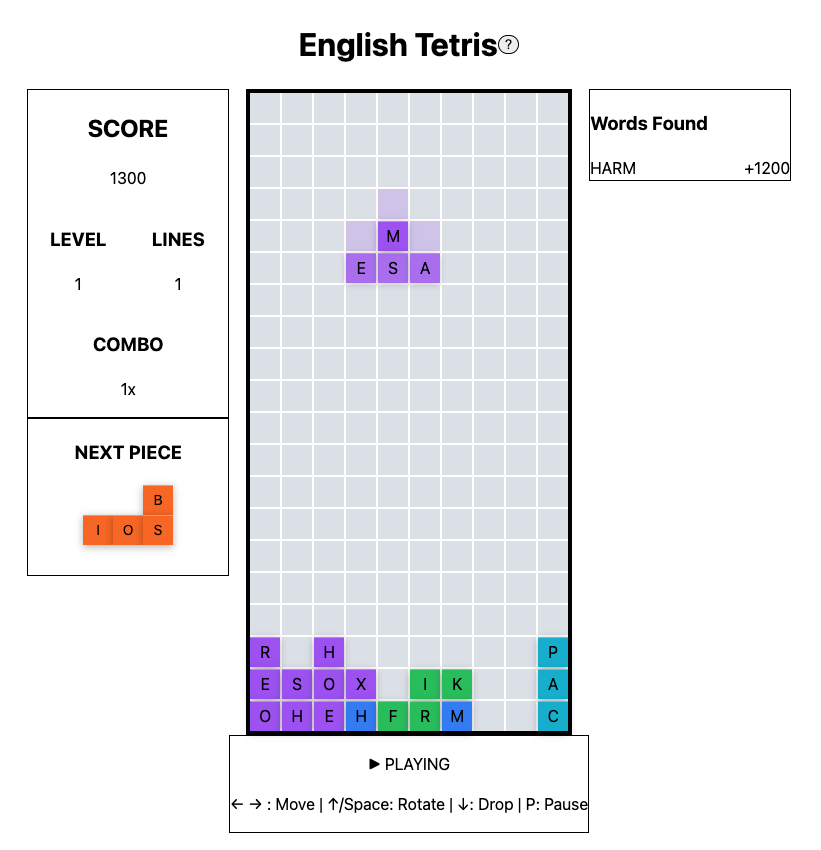 English Tetris ?
SCORE
1300
LEVEL LINES
1 1
COMBO
1x
NEXT PIECE
B
I O S
M
E S A
R H P
E S O X I K A
O H E H F R M C
Words Found
HARM +1200
▶ PLAYING
← → : Move | ↑/Space: Rotate | ↓: Drop | P: Pause